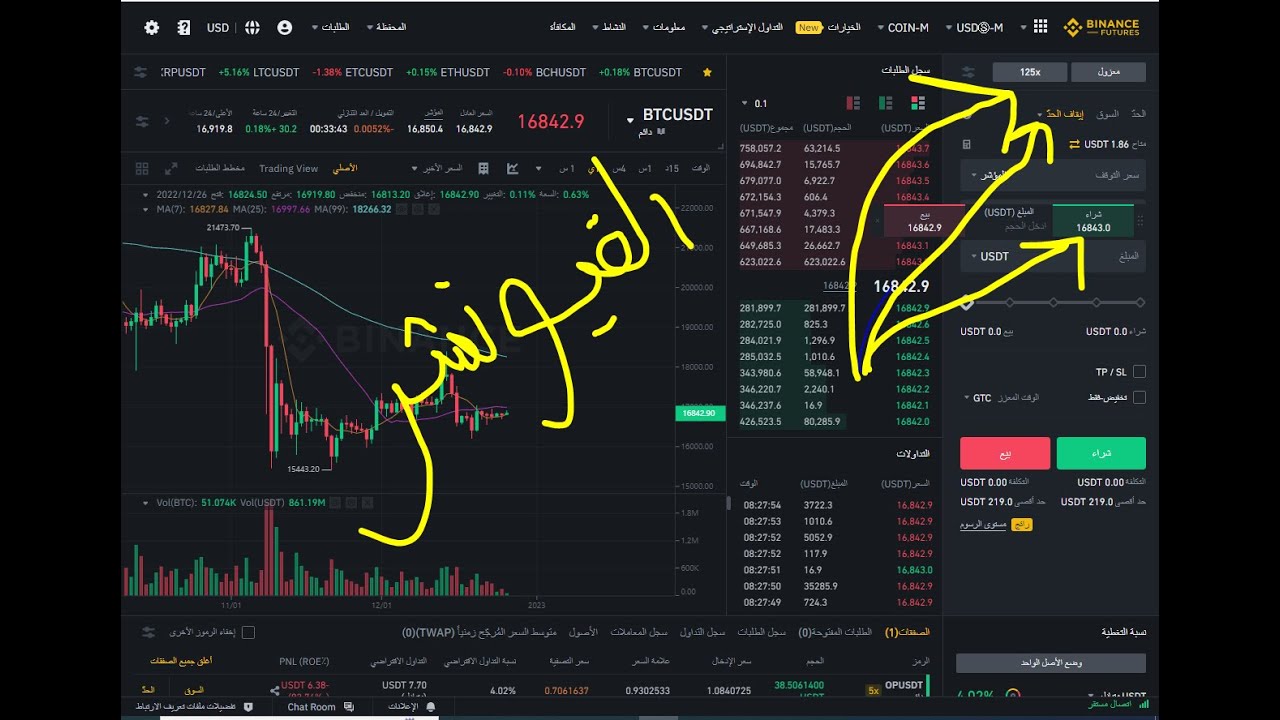 BINANCE
FUTURES
USDⓈ-M
COIN-M
الخيارات
New
التداول الإستراتيجي
معلومات
النشاط
المكافأة
المحفظة
الطلبات
USD
BTCUSDT +0.18%
BCHUSDT -0.10%
ETHUSDT +0.15%
ETCUSDT -1.38%
LTCUSDT +5.16%
BTCUSDT
دائم
16842.9
السعر العادل
16,842.9
المؤشر
16,850.4
التمويل / العد التنازلي
0.0052%- 00:33:43
التغيير/24 ساعة
0.18%+ 30.2
16,919.8
الوقت 15د 1س 4س 1ي 1 س
السعر الأخير
الأصلي
Trading View
مخطط الطلبات
2022/12/26 فتح: 16824.50 مرتفع: 16919.80 منخفض: 16813.20 إغلاق: 16842.90 التغيير: 0.11% السعة: 0.63%
MA(7): 16827.84 MA(25): 16997.66 MA(99): 18266.32
21473.70
15443.20
الفيوتشر
22000.00
20000.00
19000.00
18000.00
16842.90
16000.00
15000.00
Vol(BTC): 51.074K Vol(USDT) 861.19M
1.8M
1.2M
600K
0.00
11/01 12/01 2023
سجل الطلبات
0.1
السعر(USDT) الحجم(USDT) مجموع(USDT)
758,057.2 63,214.5 16843.7
694,842.7 15,765.7 16843.6
679,077.0 6,922.7 16843.5
672,154.3 606.4 16843.4
671,547.9 4,379.3
667,168.6 17,483.3
649,685.3 26,662.7 16843.1
623,022.6 623,022.6
16842.9 16842.9
281,899.7 281,899.7 16842.9
282,725.0 825.3 16842.6
284,021.9 1,296.9 16842.5
285,032.5 1,010.6 16842.4
343,980.6 58,948.1 16842.3
346,220.7 2,240.1 16842.2
346,237.6 16.9 16842.1
426,523.5 80,285.9 16842.0
التداولات
السعر(USDT) المبلغ(USDT) الوقت
08:27:54 3722.3 16,842.9
08:27:53 1010.6 16,842.9
08:27:52 5052.9 16,842.9
08:27:52 117.9 16,842.9
08:27:51 16.9 16,843.0
08:27:50 35285.9 16,842.9
08:27:49 724.3 16,842.9
معزول
125x
الحدّ السوق إيقاف الحدّ
متاح 1.86 USDT
سعر التوقف المؤشر
شراء
16843.0
المبلغ (USDT)
ادخل الحجم
بيع
16842.9
المبلغ USDT
شراء 0.0 USDT بيع 0.0 USDT
TP / SL
تخفيض-فقط
الوقت المعزز GTC
شراء بيع
التكلفة 0.00 USDT التكلفة 0.00 USDT
حد أقصى 219.0 USDT حد أقصى 219.0 USDT
رائج
مستوى الرسوم
نسبة التغطية
وضع الأصل الواحد
الصفقات(1)
الطلبات المفتوحة(0)
متوسط السعر المُرجّح زمنياً (TWAP)(0)
سجل الطلبات
سجل التداول
سجل المعاملات
الأصول
إخفاء الرموز الأخرى
الرمز الحجم سعر الإدخال علامة السعر سعر التصفية نسبة التداول الافتراضي التداول الافتراضي PNL (ROE٪) أغلق جميع الصفقات
OPUSDT
5x
38.5061400
1.0840725
0.9302533
0.7061637
4.02%
7.70 USDT
6.38- USDT
السوق
الحدّ
اتصال مستقر
الإعلانات
Chat Room
تفضيلات ملفات تعريف الارتباط